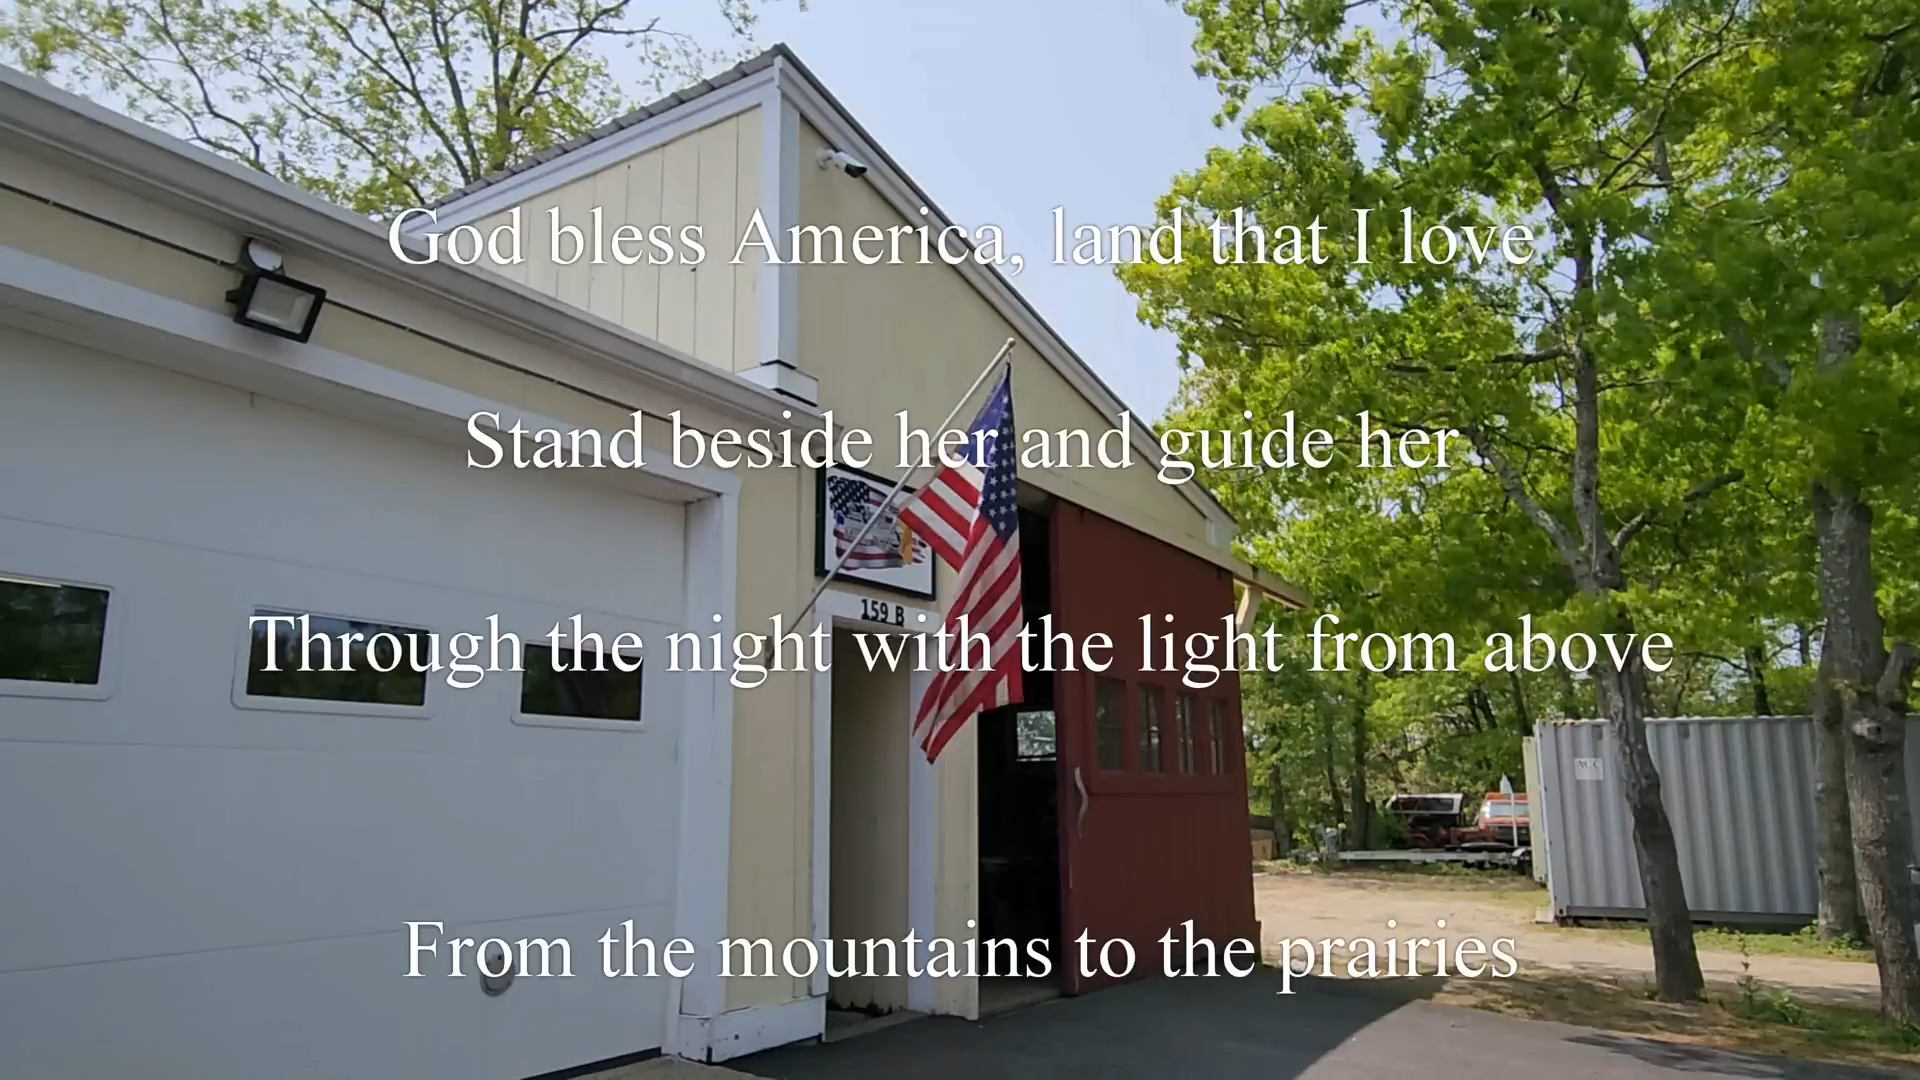 God bless America, land that I love
Stand beside her and guide her
159 B
Through the night with the light from above
From the mountains to the prairies